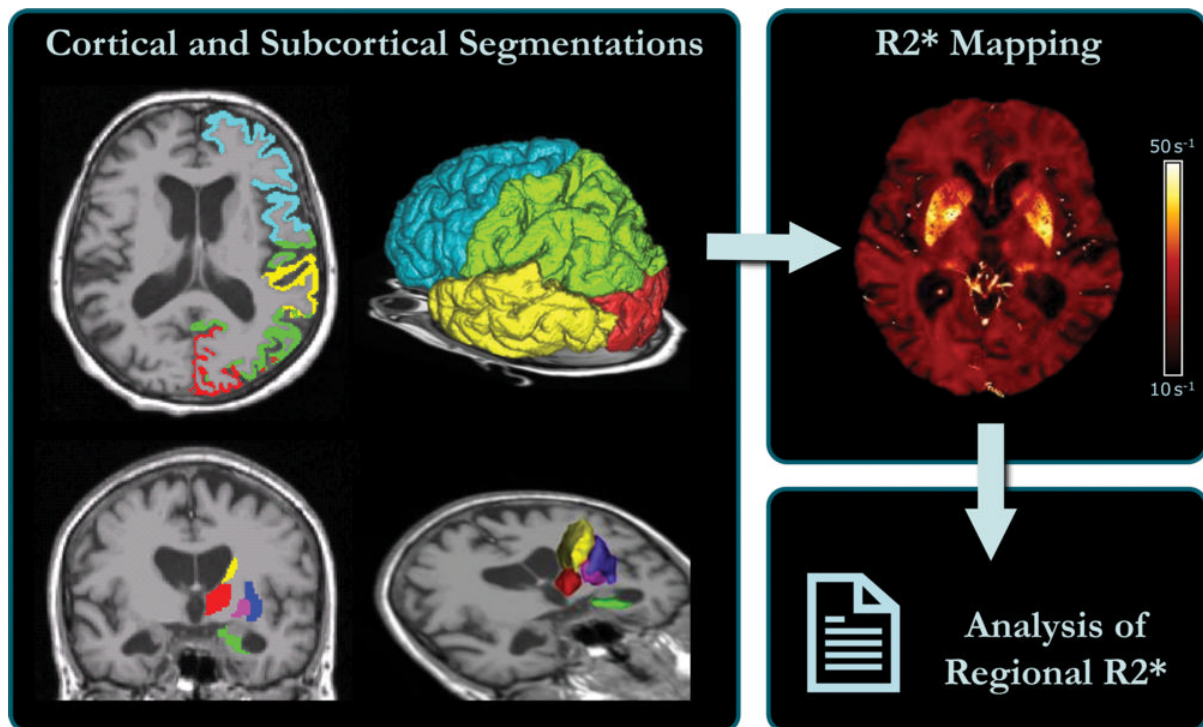 Cortical and Subcortical Segmentations
R2* Mapping
50 s⁻¹
10 s⁻¹
Analysis of
Regional R2*